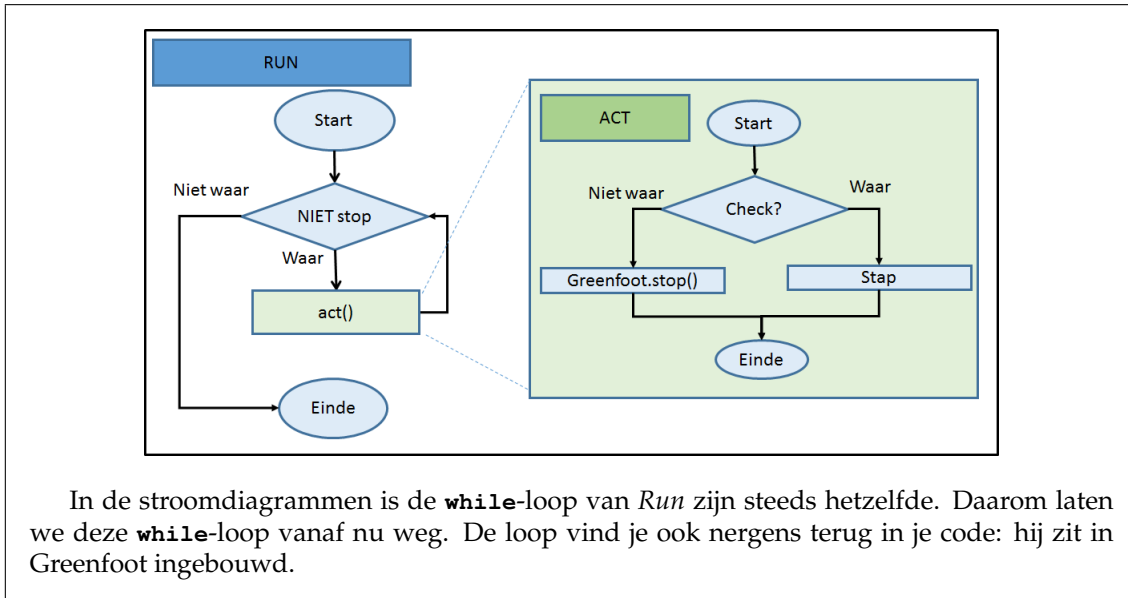 RUN
Start
Niet waar
NIET stop
Waar
act()
Einde
ACT
Start
Niet waar
Waar
Check?
Greenfoot.stop()
Stap
Einde
In de stroomdiagrammen is de while-loop van Run zijn steeds hetzelfde. Daarom laten
we deze while-loop vanaf nu weg. De loop vind je ook nergens terug in je code: hij zit in
Greenfoot ingebouwd.